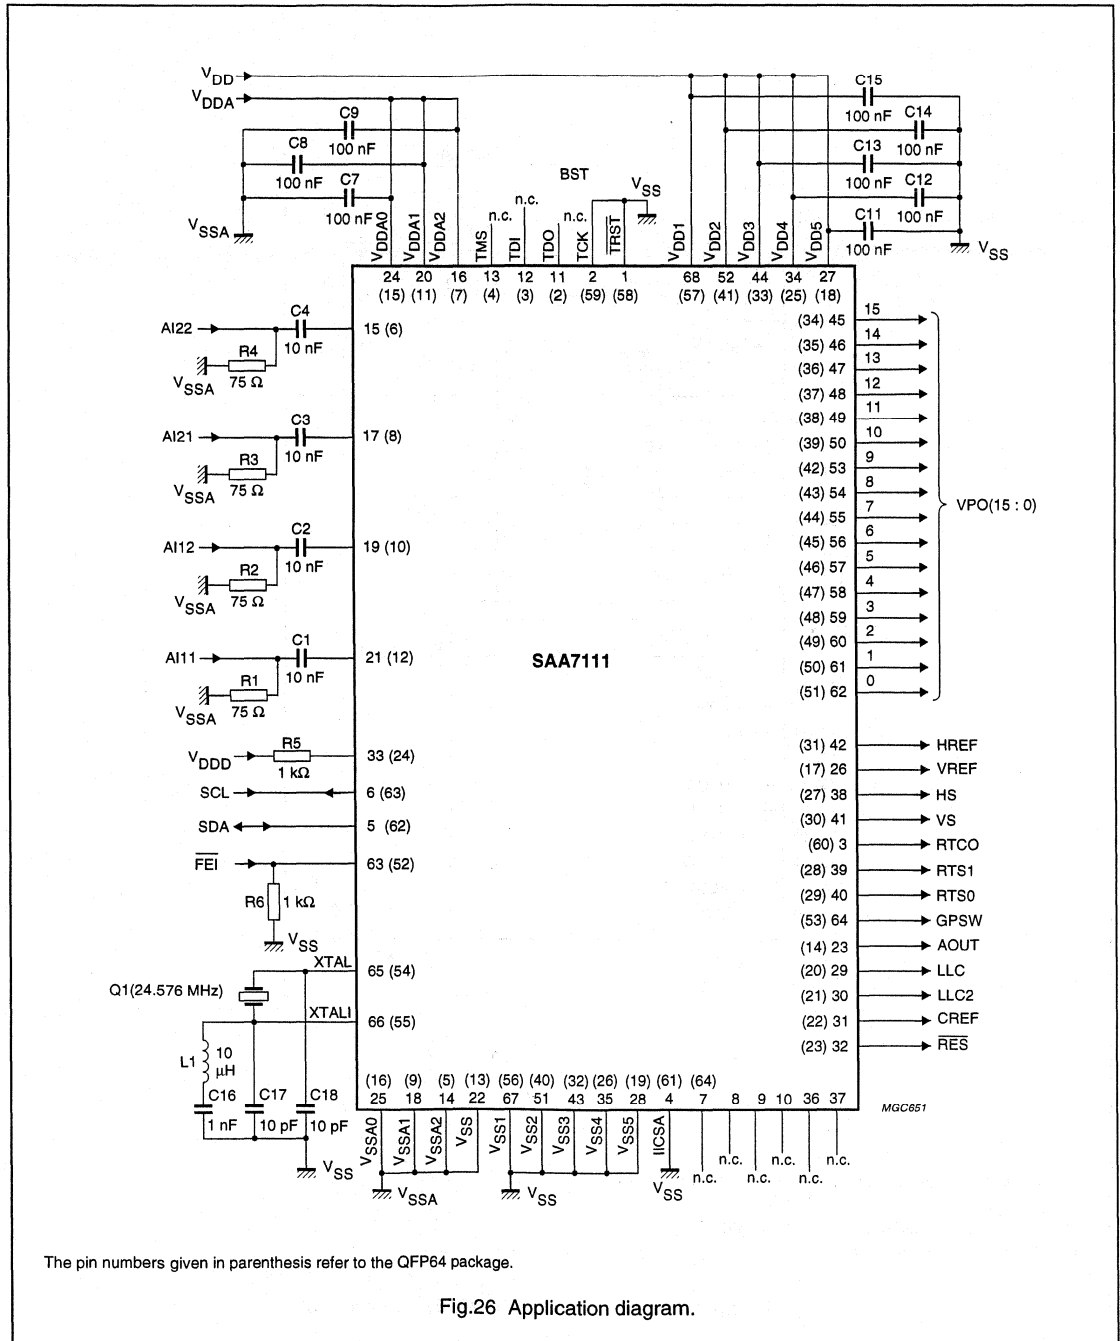 VDD
VDDA
C9
100 nF
C8
100 nF
C7
100 nF
VSSA
C15
100 nF
C14
100 nF
C13
100 nF
C12
100 nF
C11
100 nF
VSS
BST
VSS
n.c.
n.c.
n.c.
VDDA0
VDDA1
VDDA2
TMS
TDI
TDO
TCK
TRST
VDD1
VDD2
VDD3
VDD4
VDD5
24 20 16 13 12 11 2 1 68 52 44 34 27
(15) (11) (7) (4) (3) (2) (59) (58) (57) (41) (33) (25) (18)
AI22
C4
10 nF
R4
75 Ω
VSSA
15 (6)
AI21
C3
10 nF
R3
75 Ω
VSSA
17 (8)
AI12
C2
10 nF
R2
75 Ω
VSSA
19 (10)
AI11
C1
10 nF
R1
75 Ω
VSSA
21 (12)
VDDD
R5
1 kΩ
33 (24)
SCL
6 (63)
SDA
5 (62)
FEI
63 (52)
R6
1 kΩ
VSS
XTAL
65 (54)
Q1(24.576 MHz)
XTALI
66 (55)
L1
10
μH
C16
1 nF
C17
10 pF
C18
10 pF
VSS
SAA7111
(34) 45 15
(35) 46 14
(36) 47 13
(37) 48 12
(38) 49 11
(39) 50 10
(42) 53 9
(43) 54 8
(44) 55 7
(45) 56 6
(46) 57 5
(47) 58 4
(48) 59 3
(49) 60 2
(50) 61 1
(51) 62 0
VPO(15 : 0)
(31) 42 HREF
(17) 26 VREF
(27) 38 HS
(30) 41 VS
(60) 3 RTCO
(28) 39 RTS1
(29) 40 RTS0
(53) 64 GPSW
(14) 23 AOUT
(20) 29 LLC
(21) 30 LLC2
(22) 31 CREF
(23) 32 RES
(16) (9) (5) (13) (56) (40) (32) (26) (19) (61) (64)
25 18 14 22 67 51 43 35 28 4 7 8 9 10 36 37
MGC651
VSSA0
VSSA1
VSSA2
VSS
VSS1
VSS2
VSS3
VSS4
VSS5
IICSA
VSSA
VSS
VSS
n.c.
n.c.
n.c.
n.c.
n.c.
n.c.
The pin numbers given in parenthesis refer to the QFP64 package.
Fig.26 Application diagram.